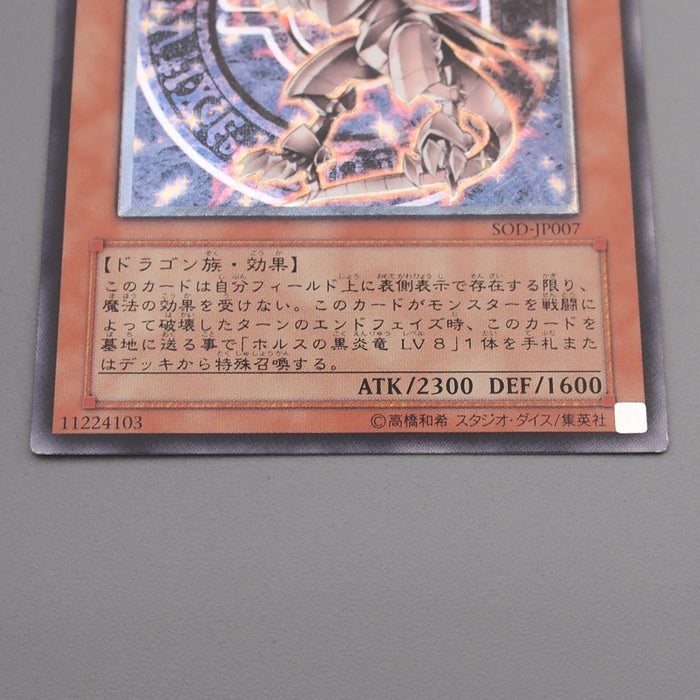 SOD-JP007
【ドラゴン族・効果】
このカードは自分フィールド上に表側表示で存在する限り、
魔法の効果を受けない。このカードがモンスターを戦闘に
よって破壊したターンのエンドフェイズ時、このカードを
墓地に送る事で「ホルスの黒炎竜 LV8」1体を手札また
はデッキから特殊召喚する。
ATK/2300 DEF/1600
11224103 ©高橋和希 スタジオ・ダイス/集英社